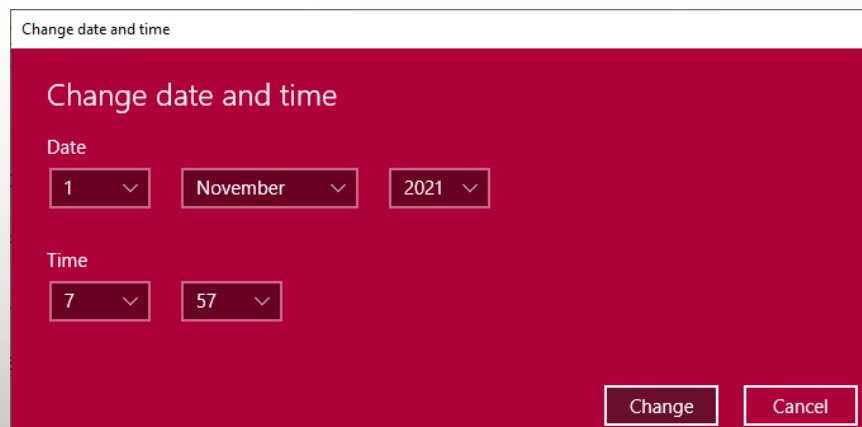 Change date and time
Change date and time
Date
1 November 2021
Time
7 57
Change Cancel